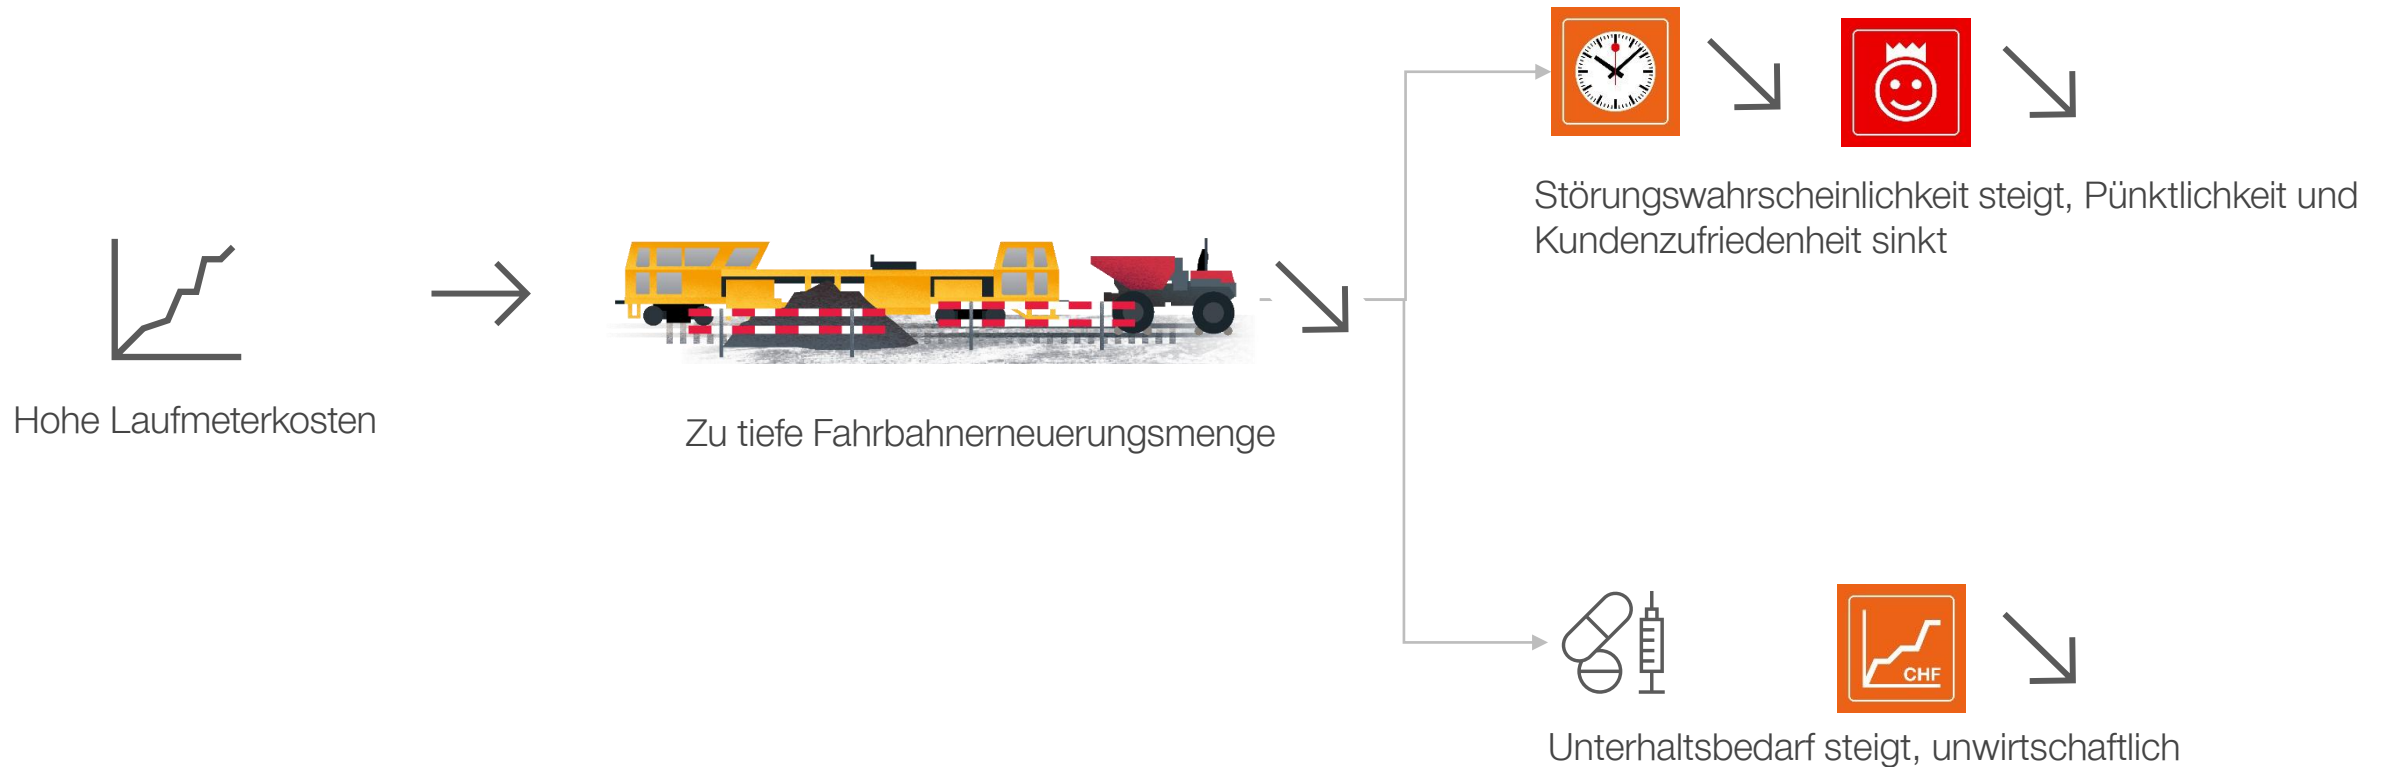 Störungswahrscheinlichkeit steigt, Pünktlichkeit und
Kundenzufriedenheit sinkt
Hohe Laufmeterkosten
Zu tiefe Fahrbahnerneuerungsmenge
CHF
Unterhaltsbedarf steigt, unwirtschaftlich